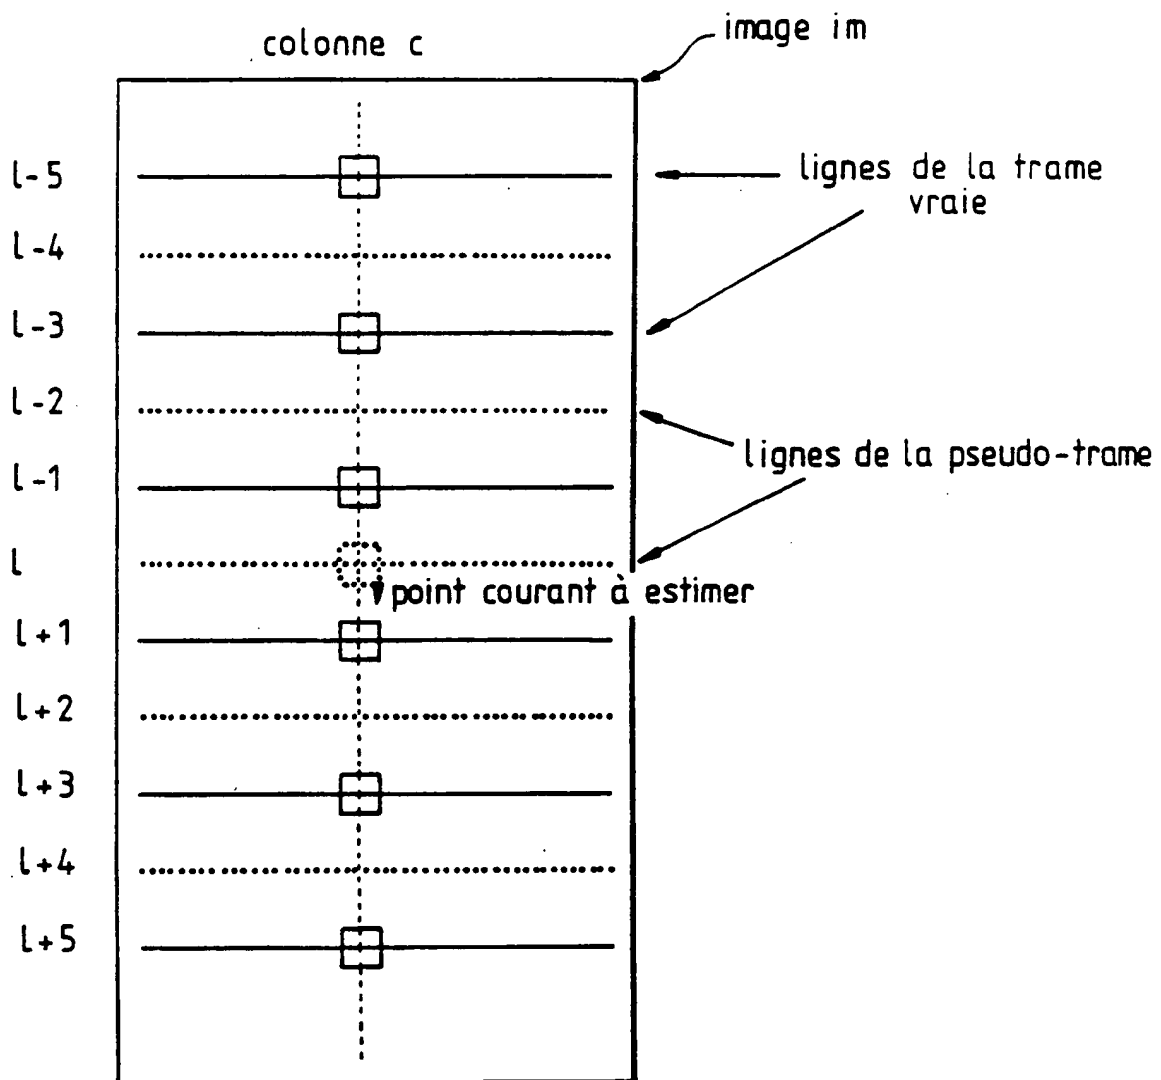 image im
colonne c
l-5
lignes de la trame
vraie
l-4
l-3
l-2
lignes de la pseudo-trame
l-1
l
point courant à estimer
l+1
l+2
l+3
l+4
l+5